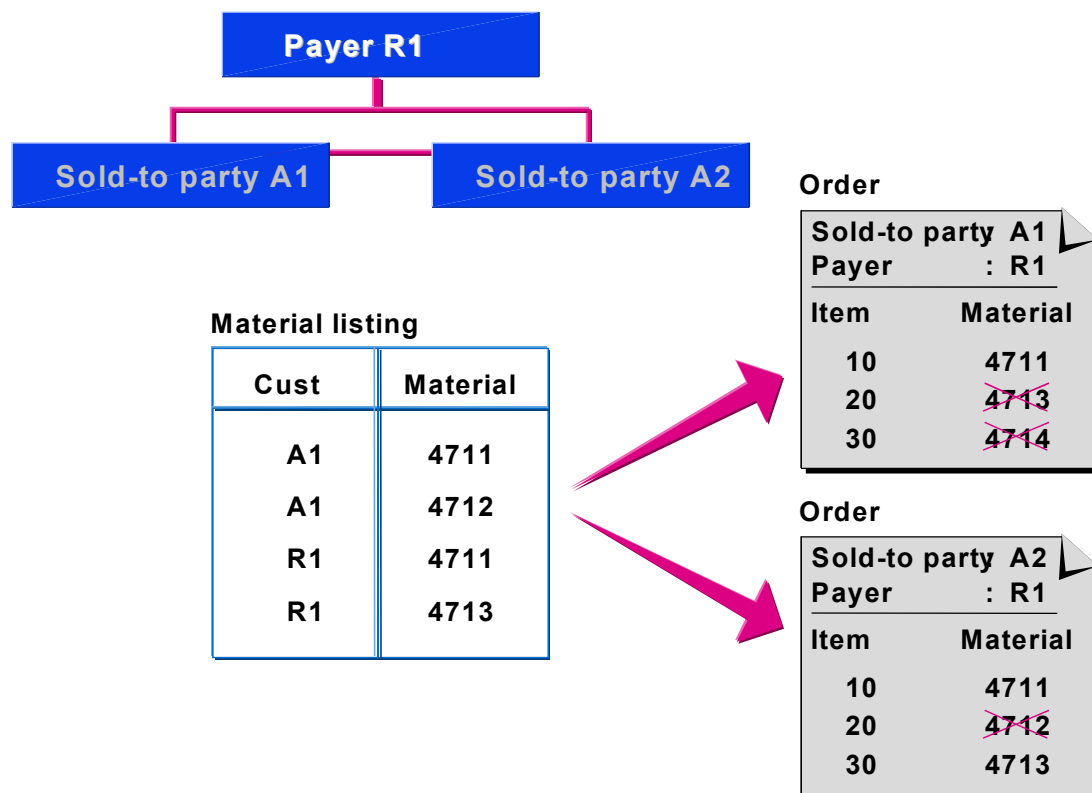 Payer R1
Sold-to party A1
Sold-to party A2
Material listing
Cust Material
A1 4711
A1 4712
R1 4711
R1 4713
Order
Sold-to party: A1
Payer : R1
Item Material
10 4711
20 4713
30 4714
Order
Sold-to party: A2
Payer : R1
Item Material
10 4711
20 4712
30 4713